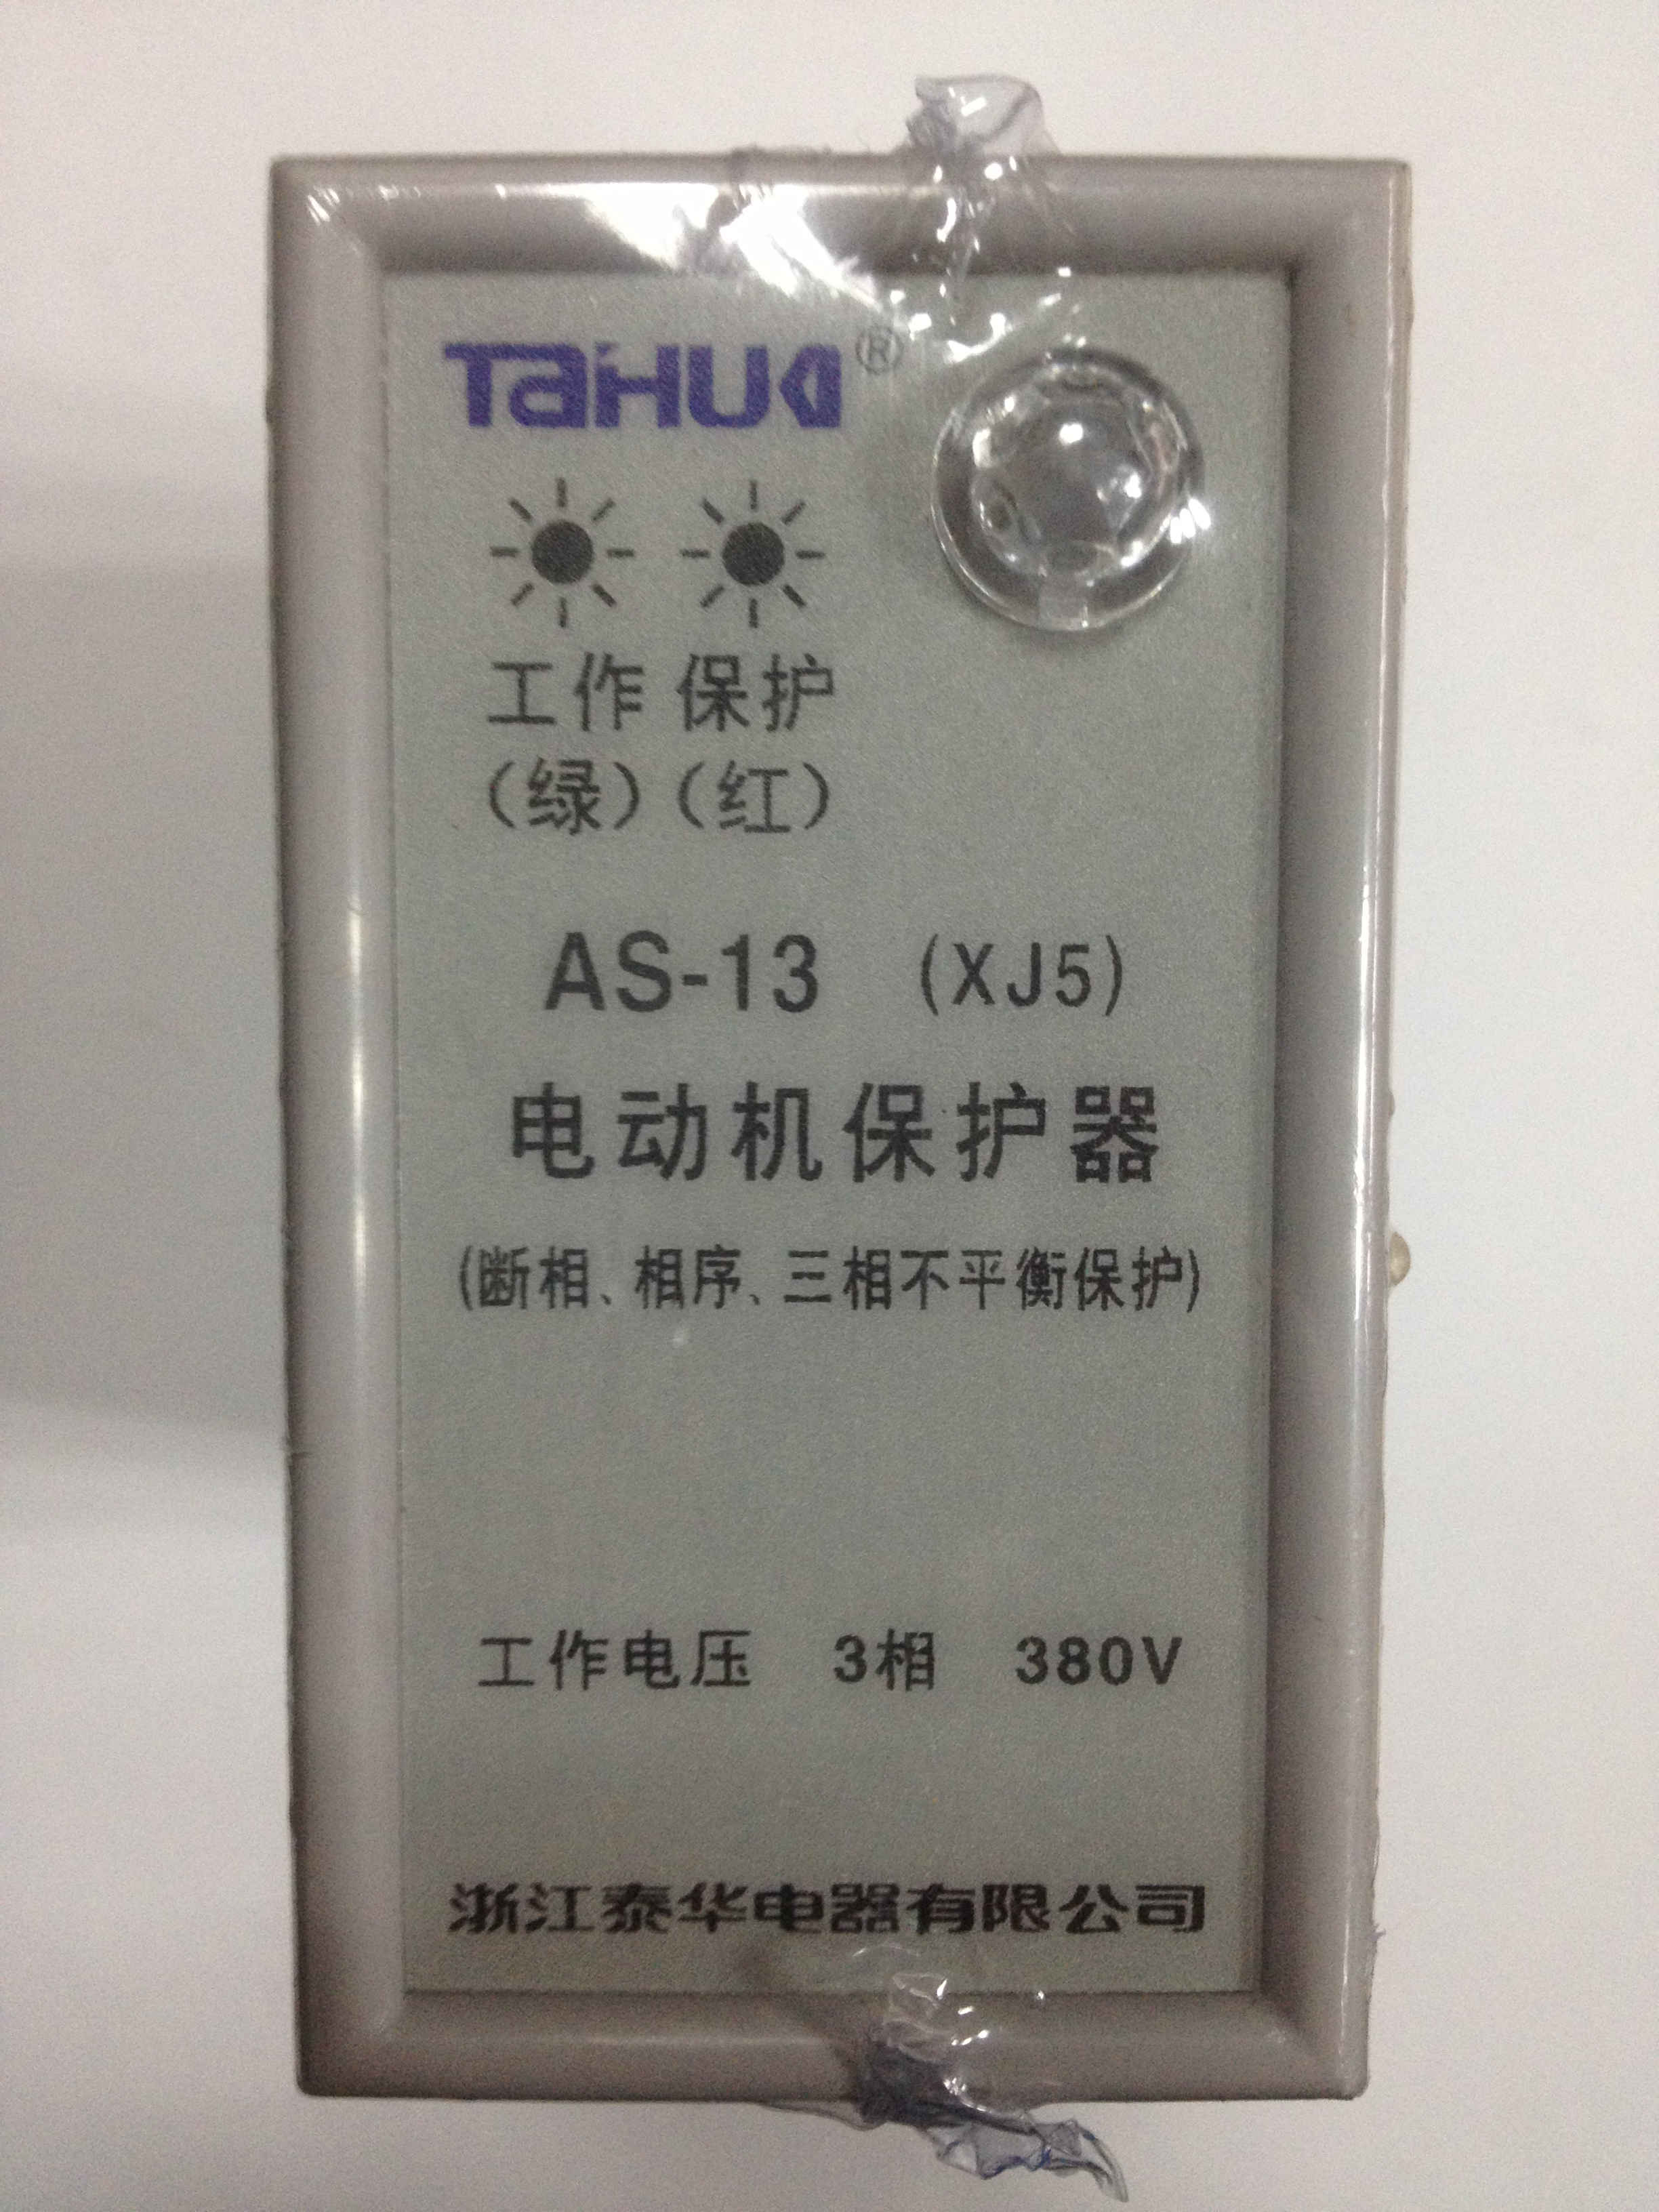 TAHUA®
工作 保护
（绿）（红）
AS-13 (XJ5)
电动机保护器
(断相、相序、三相不平衡保护)
工作电压 3相 380V
浙江泰华电器有限公司